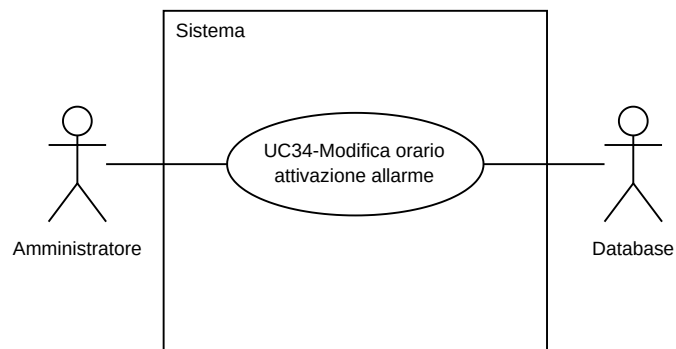 Sistema
UC34-Modifica orario
attivazione allarme
Amministratore
Database